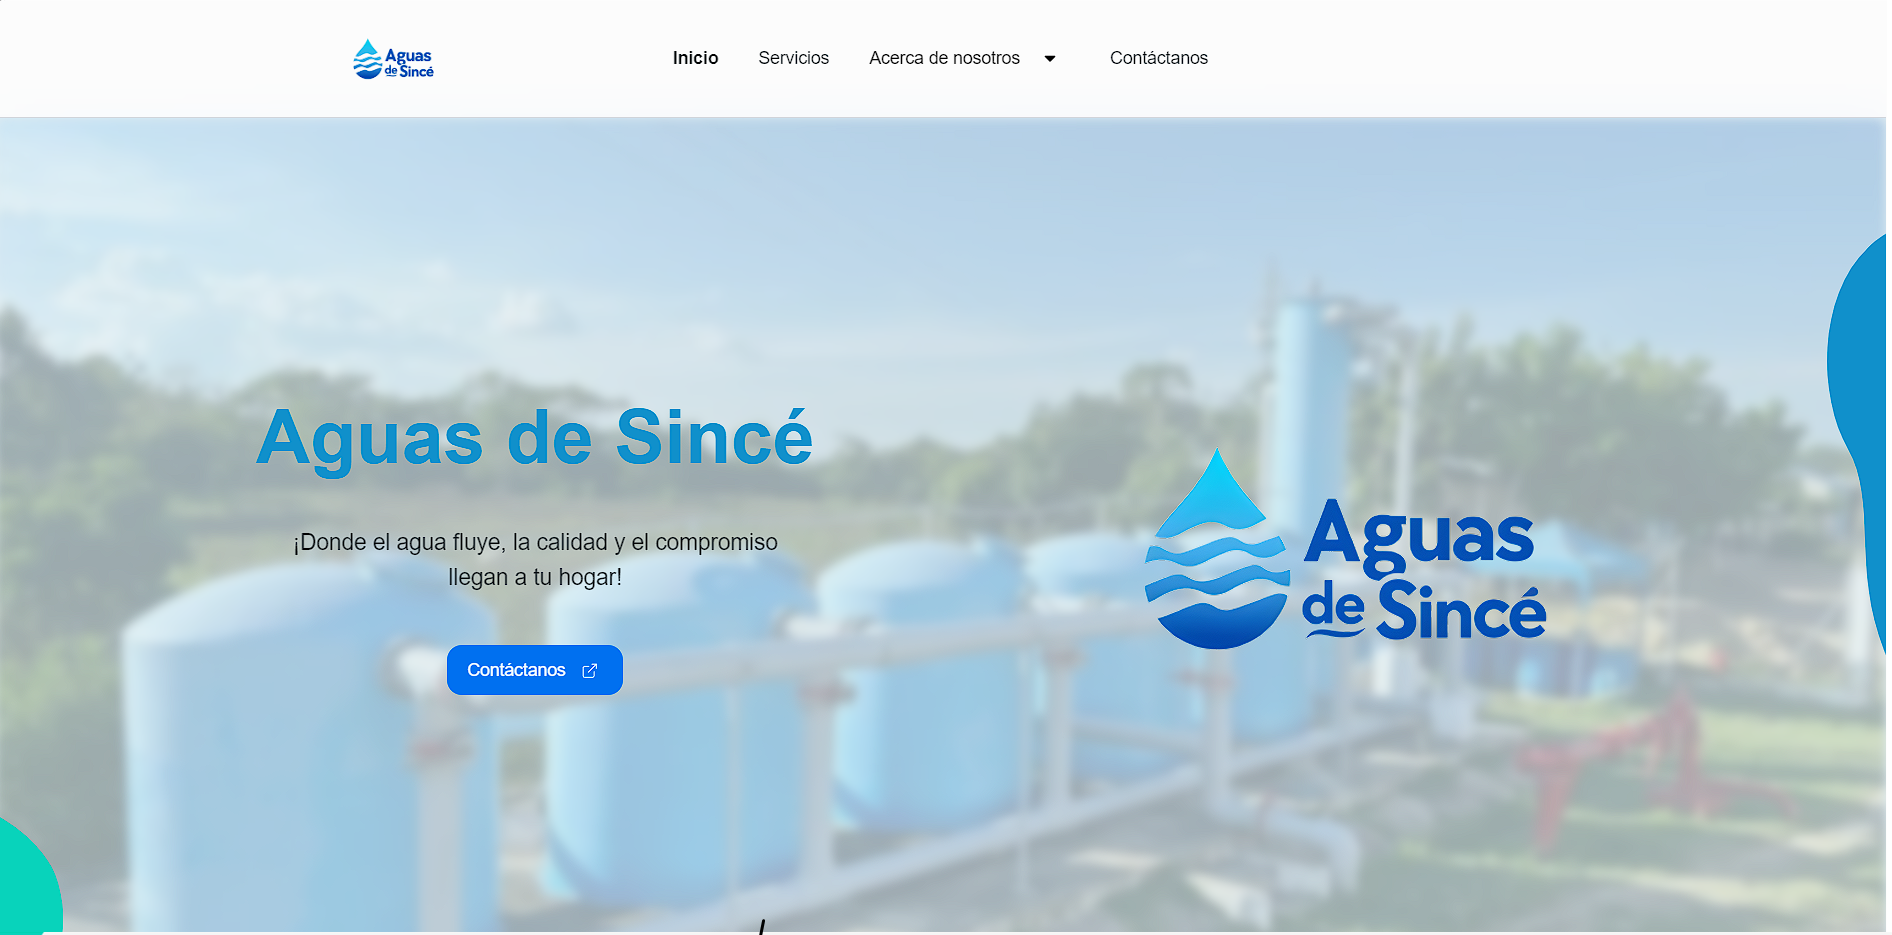 Aguas
de Sincé
Inicio
Servicios
Acerca de nosotros
Contáctanos
Aguas de Sincé
¡Donde el agua fluye, la calidad y el compromiso
llegan a tu hogar!
Contáctanos
Aguas
de Sincé